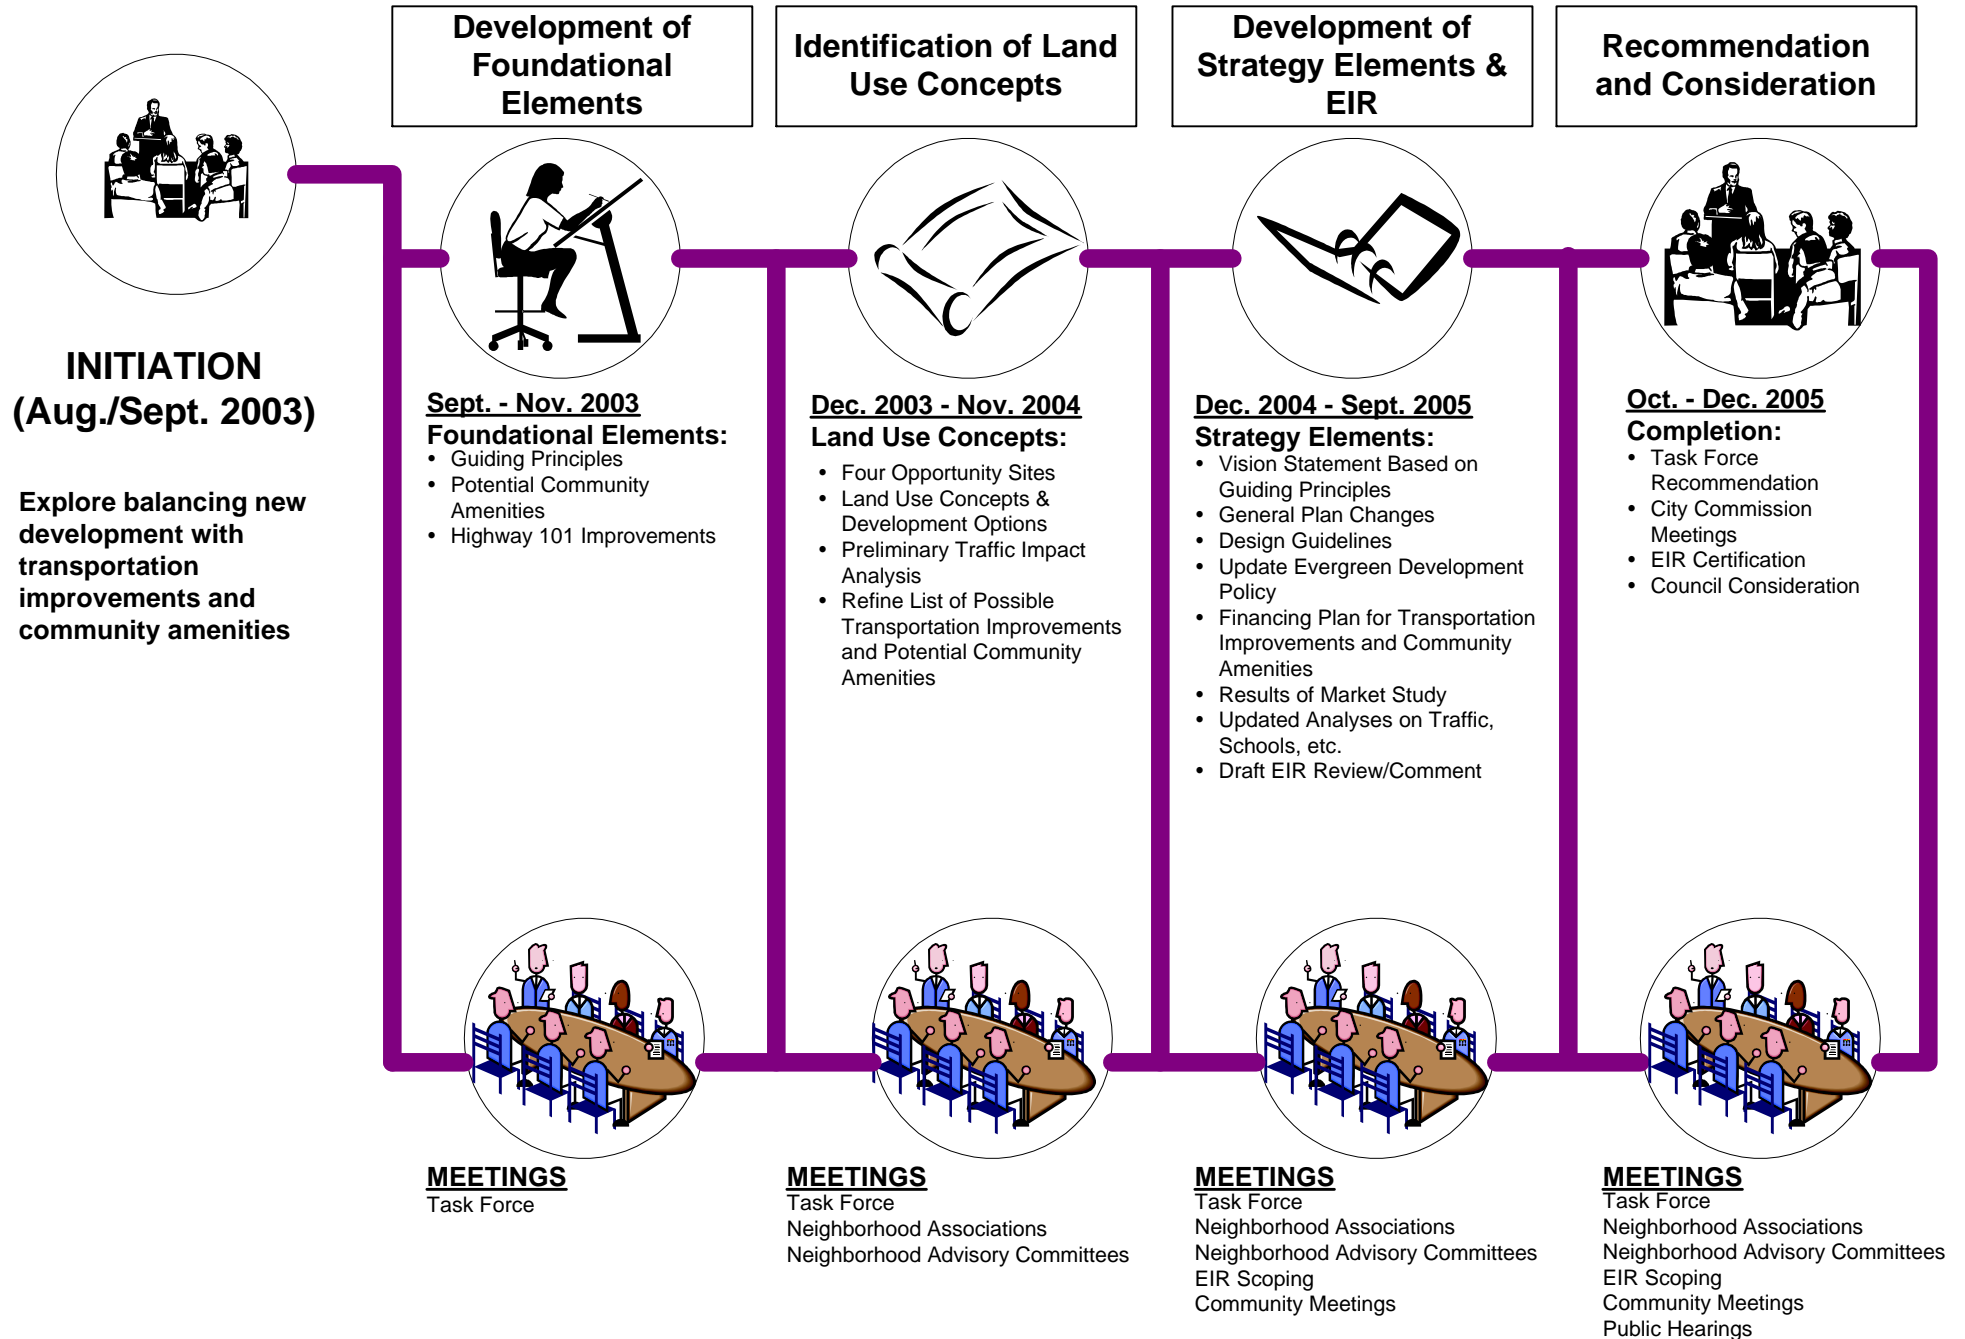 Development of
Foundational
Elements
Identification of Land
Use Concepts
Development of
Strategy Elements &
EIR
Recommendation
and Consideration
INITIATION
(Aug./Sept. 2003)
Explore balancing new
development with
transportation
improvements and
community amenities
Sept. - Nov. 2003
Foundational Elements:
• Guiding Principles
• Potential Community
Amenities
• Highway 101 Improvements
Dec. 2003 - Nov. 2004
Land Use Concepts:
• Four Opportunity Sites
• Land Use Concepts &
Development Options
• Preliminary Traffic Impact
Analysis
• Refine List of Possible
Transportation Improvements
and Potential Community
Amenities
Dec. 2004 - Sept. 2005
Strategy Elements:
• Vision Statement Based on
Guiding Principles
• General Plan Changes
• Design Guidelines
• Update Evergreen Development
Policy
• Financing Plan for Transportation
Improvements and Community
Amenities
• Results of Market Study
• Updated Analyses on Traffic,
Schools, etc.
• Draft EIR Review/Comment
Oct. - Dec. 2005
Completion:
• Task Force
Recommendation
• City Commission
Meetings
• EIR Certification
• Council Consideration
MEETINGS
Task Force
MEETINGS
Task Force
Neighborhood Associations
Neighborhood Advisory Committees
MEETINGS
Task Force
Neighborhood Associations
Neighborhood Advisory Committees
EIR Scoping
Community Meetings
MEETINGS
Task Force
Neighborhood Associations
Neighborhood Advisory Committees
EIR Scoping
Community Meetings
Public Hearings